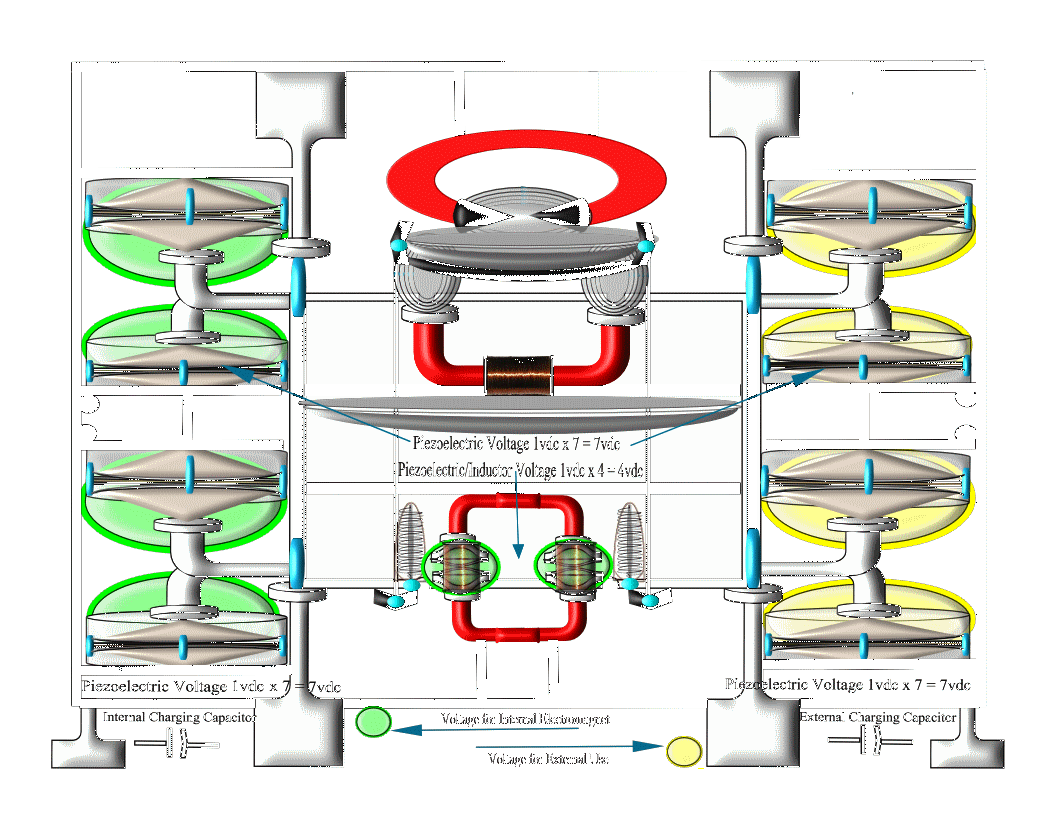 Piezoelectric Voltage 1vdc x 7 = 7vdc
Piezoelectric/Inductor Voltage 1vdc x 4 = 4vdc
Piezoelectric Voltage 1vdc x 7 = 7vdc
Piezoelectric Voltage 1vdc x 7 = 7vdc
Internal Charging Capacitor
Voltage for Internal Electromagnet
External Charging Capacitor
Voltage for External Use